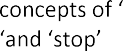 concepts of ‘
‘and ‘stop’